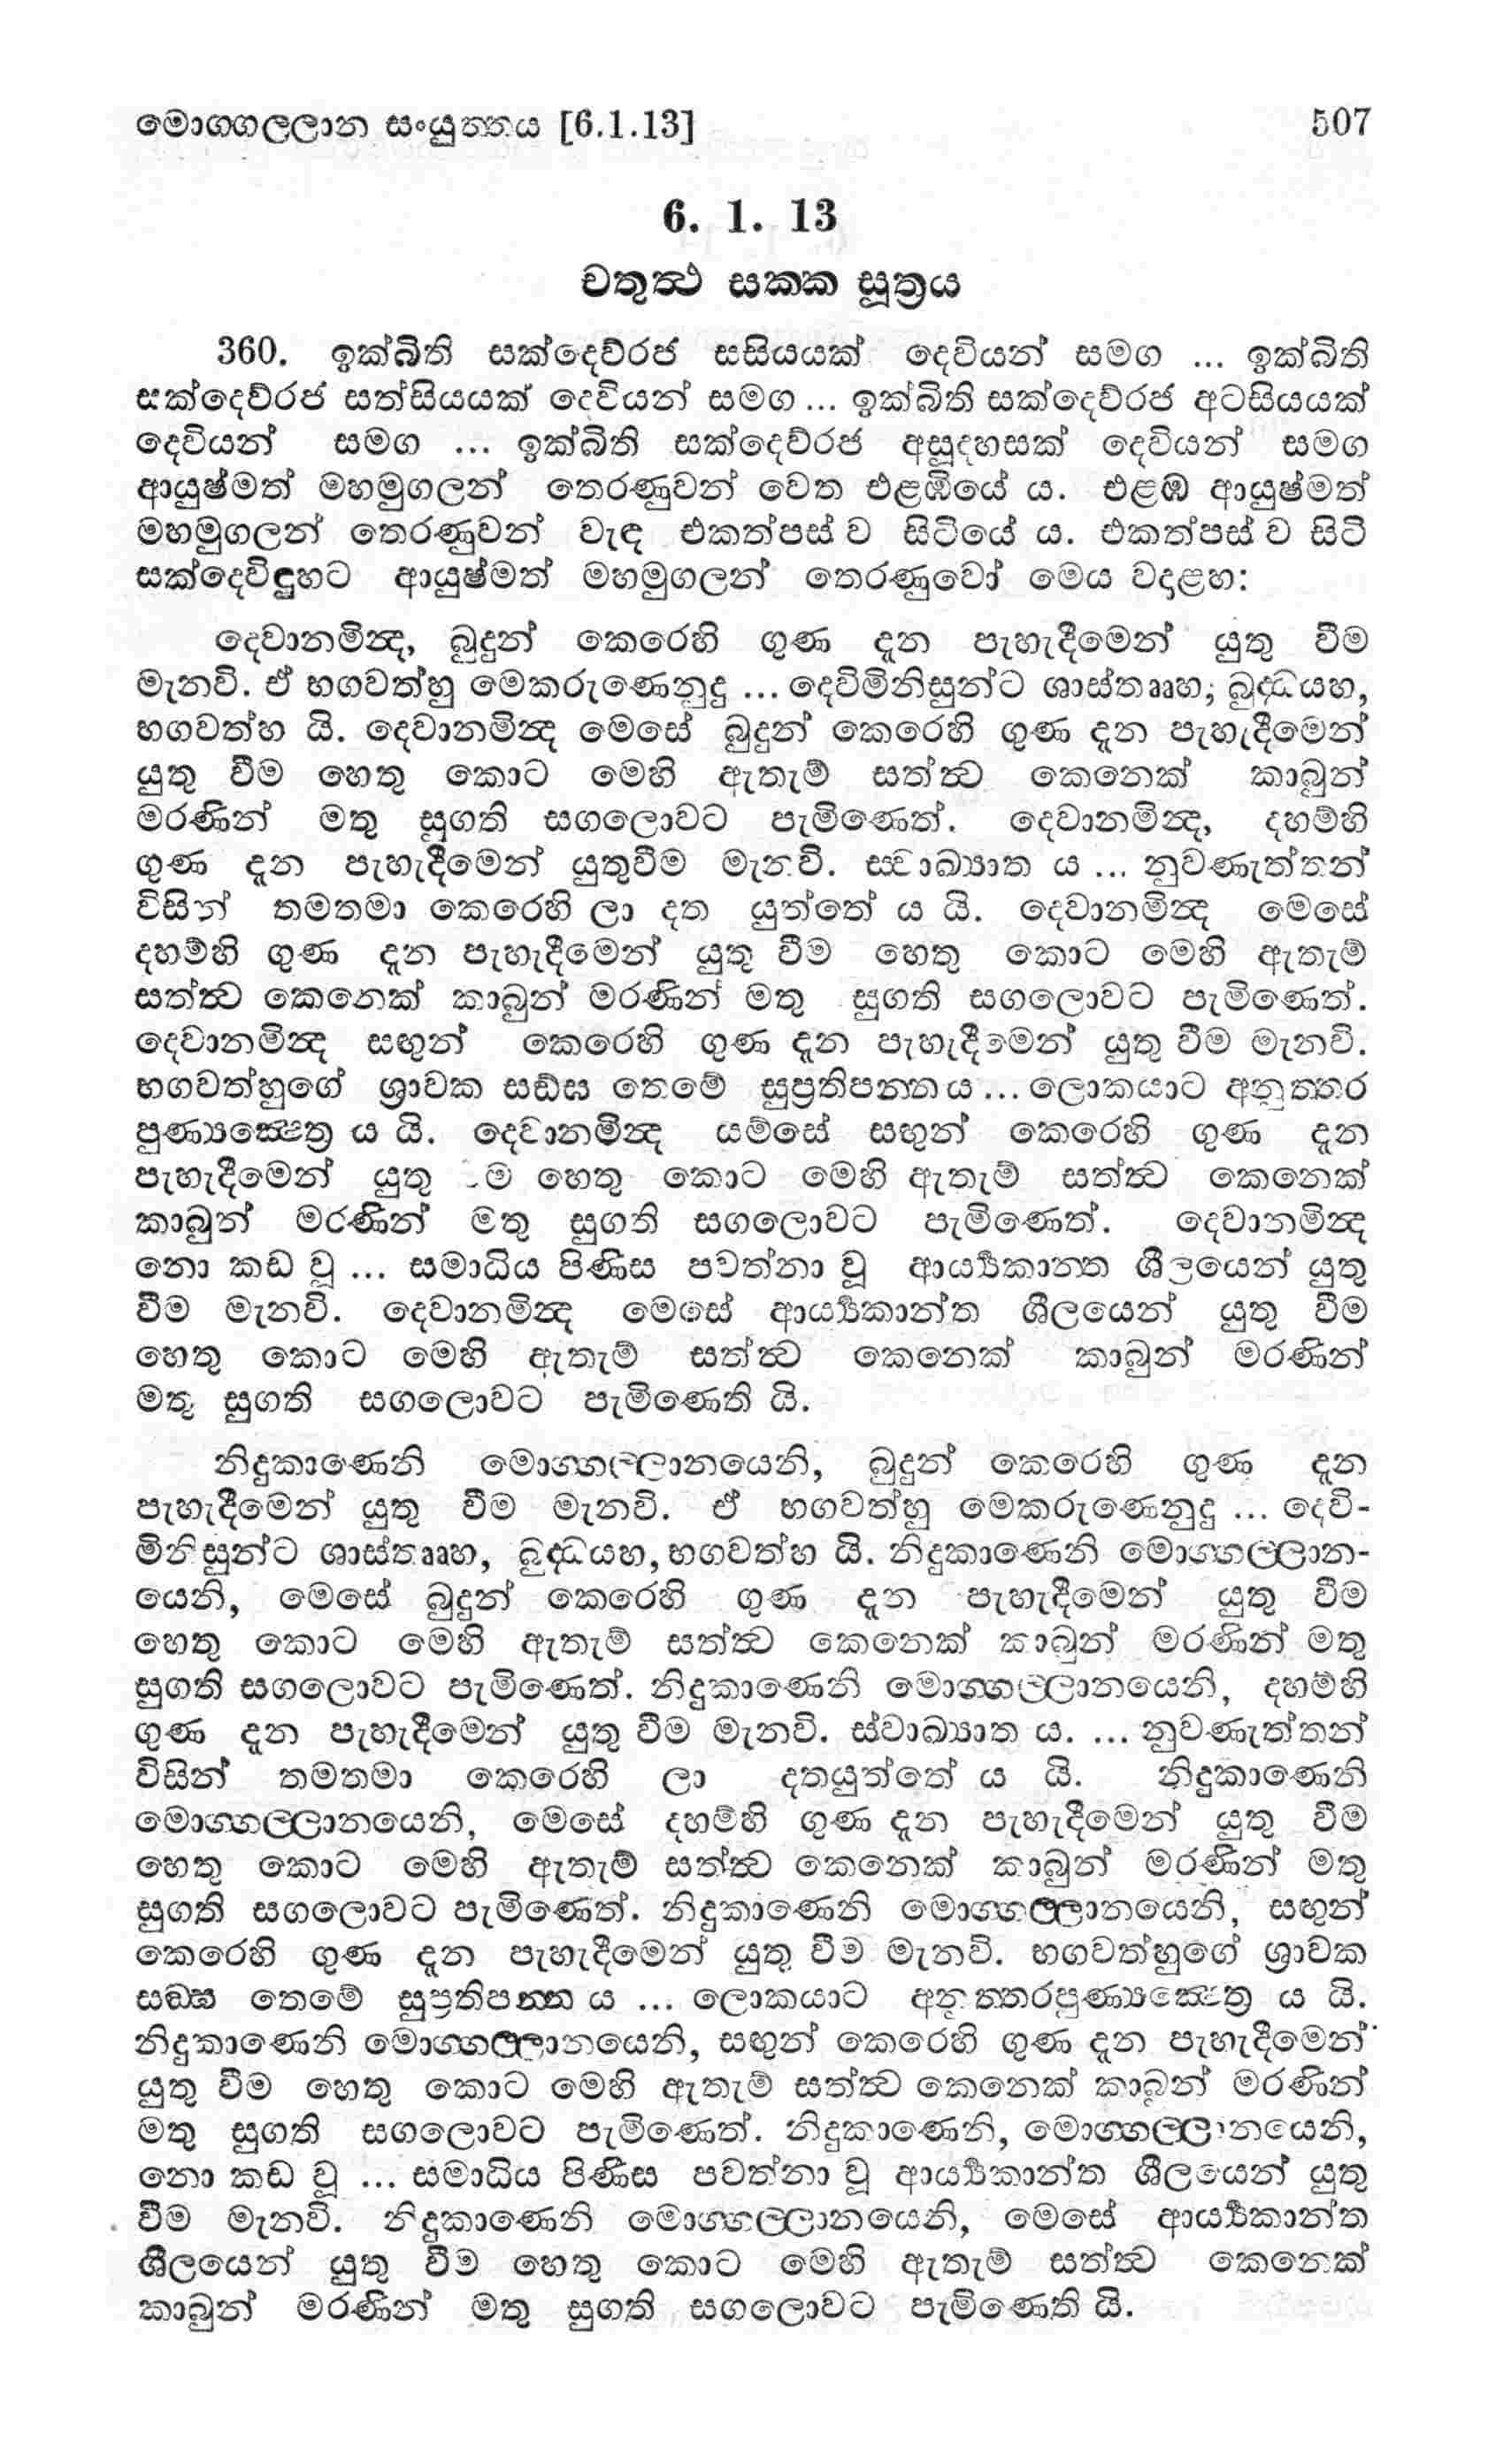 මොග්ගල්ලාන සංයුත්තය [6.1.13] 507
6. 1. 13
චතුත්ථ සක්ක සූත්‍රය
360. ඉක්බිති සක්දෙව්රජ සසියයක් දෙවියන් සමග ... ඉක්බිති
සක්දෙව්රජ සත්සියයක් දෙවියන් සමග ... ඉක්බිති සක්දෙව්රජ අටසියයක්
දෙවියන් සමග ... ඉක්බිති සක්දෙව්රජ අසූදහසක් දෙවියන් සමග
ආයුෂ්මත් මහමුගලන් තෙරණුවන් වෙත එළඹියේ ය. එළඹ ආයුෂ්මත්
මහමුගලන් තෙරණුවන් වැඳ එකත්පස් ව සිටියේ ය. එකත්පස් ව සිටි
සක්දෙවිඳුහට ආයුෂ්මත් මහමුගලන් තෙරණුවෝ මෙය වදාළහ:
දෙවානමින්ද, බුදුන් කෙරෙහි ගුණ දැන පැහැදීමෙන් යුතු වීම
මැනවි. ඒ භගවත්හු මෙකරුණෙනුදු ... දෙවිමිනිසුන්ට ශාස්තෲහ; බුද්ධයහ,
භගවත්හ යි. දෙවානමින්ද මෙසේ බුදුන් කෙරෙහි ගුණ දැන පැහැදීමෙන්
යුතු වීම හෙතු කොට මෙහි ඇතැම් සත්ත්ව කෙනෙක් කාබුන්
මරණින් මතු සුගති සගලොවට පැමිණෙත්. දෙවානමින්ද, දහම්හි
ගුණ දැන පැහැදීමෙන් යුතුවීම මැනවි. ස්වාඛ්‍යාත ය ... නුවණැත්තන්
විසින් තමතමා කෙරෙහි ලා දත යුත්තේ ය යි. දෙවානමින්ද මෙසේ
දහම්හි ගුණ දැන පැහැදීමෙන් යුතු වීම හෙතු කොට මෙහි ඇතැම්
සත්ත්ව කෙනෙක් කාබුන් මරණින් මතු සුගති සගලොවට පැමිණෙත්.
දෙවානමින්ද සඟුන් කෙරෙහි ගුණ දැන පැහැදීමෙන් යුතු වීම මැනවි.
භගවත්හුගේ ශ්‍රාවක සඞ්ඝ තෙමේ සුප්‍රතිපන්න ය ... ලොකයාට අනුත්තර
පුණ්‍යක්ෂෙත්‍ර ය යි. දෙවානමින්ද යම්සේ සඟුන් කෙරෙහි ගුණ දැන
පැහැදීමෙන් යුතු ම හෙතු කොට මෙහි ඇතැම් සත්ත්ව කෙනෙක්
කාබුන් මරණින් මතු සුගති සගලොවට පැමිණෙත්. දෙවානමින්ද
නො කඩ වූ ... සමාධිය පිණිස පවත්නා වූ ආර්‍ය්‍යකාන්ත ශීලයෙන් යුතු
වීම මැනවි. දෙවානමින්ද මෙසේ ආර්‍ය්‍යකාන්ත ශීලයෙන් යුතු වීම
හෙතු කොට මෙහි ඇතැම් සත්ත්ව කෙනෙක් කාබුන් මරණින්
මතු සුගති සගලොවට පැමිණෙති යි.
නිදුකාණෙනි මොග්ගල්ලානයෙනි, බුදුන් කෙරෙහි ගුණ දැන
පැහැදීමෙන් යුතු වීම මැනවි. ඒ භගවත්හු මෙකරුණෙනුදු ... දෙවි-
මිනිසුන්ට ශාස්තෲහ, බුද්ධයහ, භගවත්හ යි. නිදුකාණෙනි මොග්ගල්ලාන-
යෙනි, මෙසේ බුදුන් කෙරෙහි ගුණ දැන පැහැදීමෙන් යුතු වීම
හෙතු කොට මෙහි ඇතැම් සත්ත්ව කෙනෙක් කාබුන් මරණින් මතු
සුගති සගලොවට පැමිණෙත්. නිදුකාණෙනි මොග්ගල්ලානයෙනි, දහම්හි
ගුණ දැන පැහැදීමෙන් යුතු වීම මැනවි. ස්වාඛ්‍යාත ය. ... නුවණැත්තන්
විසින් තමතමා කෙරෙහි ලා දතයුත්තේ ය යි. නිදුකාණෙනි
මොග්ගල්ලානයෙනි, මෙසේ දහම්හි ගුණ දැන පැහැදීමෙන් යුතු වීම
හෙතු කොට මෙහි ඇතැම් සත්ත්ව කෙනෙක් කාබුන් මරණින් මතු
සුගති සගලොවට පැමිණෙත්. නිදුකාණෙනි මොග්ගල්ලානයෙනි, සඟුන්
කෙරෙහි ගුණ දැන පැහැදීමෙන් යුතු වීම මැනවි. භගවත්හුගේ ශ්‍රාවක
සඞ්ඝ තෙමේ සුප්‍රතිපන්න ය ... ලොකයාට අනුත්තරපුණ්‍යක්ෂෙත්‍ර ය යි.
නිදුකාණෙනි මොග්ගල්ලානයෙනි, සඟුන් කෙරෙහි ගුණ දැන පැහැදීමෙන්
යුතු වීම හෙතු කොට මෙහි ඇතැම් සත්ත්ව කෙනෙක් කාබුන් මරණින්
මතු සුගති සගලොවට පැමිණෙත්. නිදුකාණෙනි, මොග්ගල්ලානයෙනි,
නො කඩ වූ ... සමාධිය පිණිස පවත්නා වූ ආර්‍ය්‍යකාන්ත ශීලයෙන් යුතු
වීම මැනවි. නිදුකාණෙනි මොග්ගල්ලානයෙනි, මෙසේ ආර්‍ය්‍යකාන්ත
ශීලයෙන් යුතු වීම හෙතු කොට මෙහි ඇතැම් සත්ත්ව කෙනෙක්
කාබුන් මරණින් මතු සුගති සගලොවට පැමිණෙති යි.